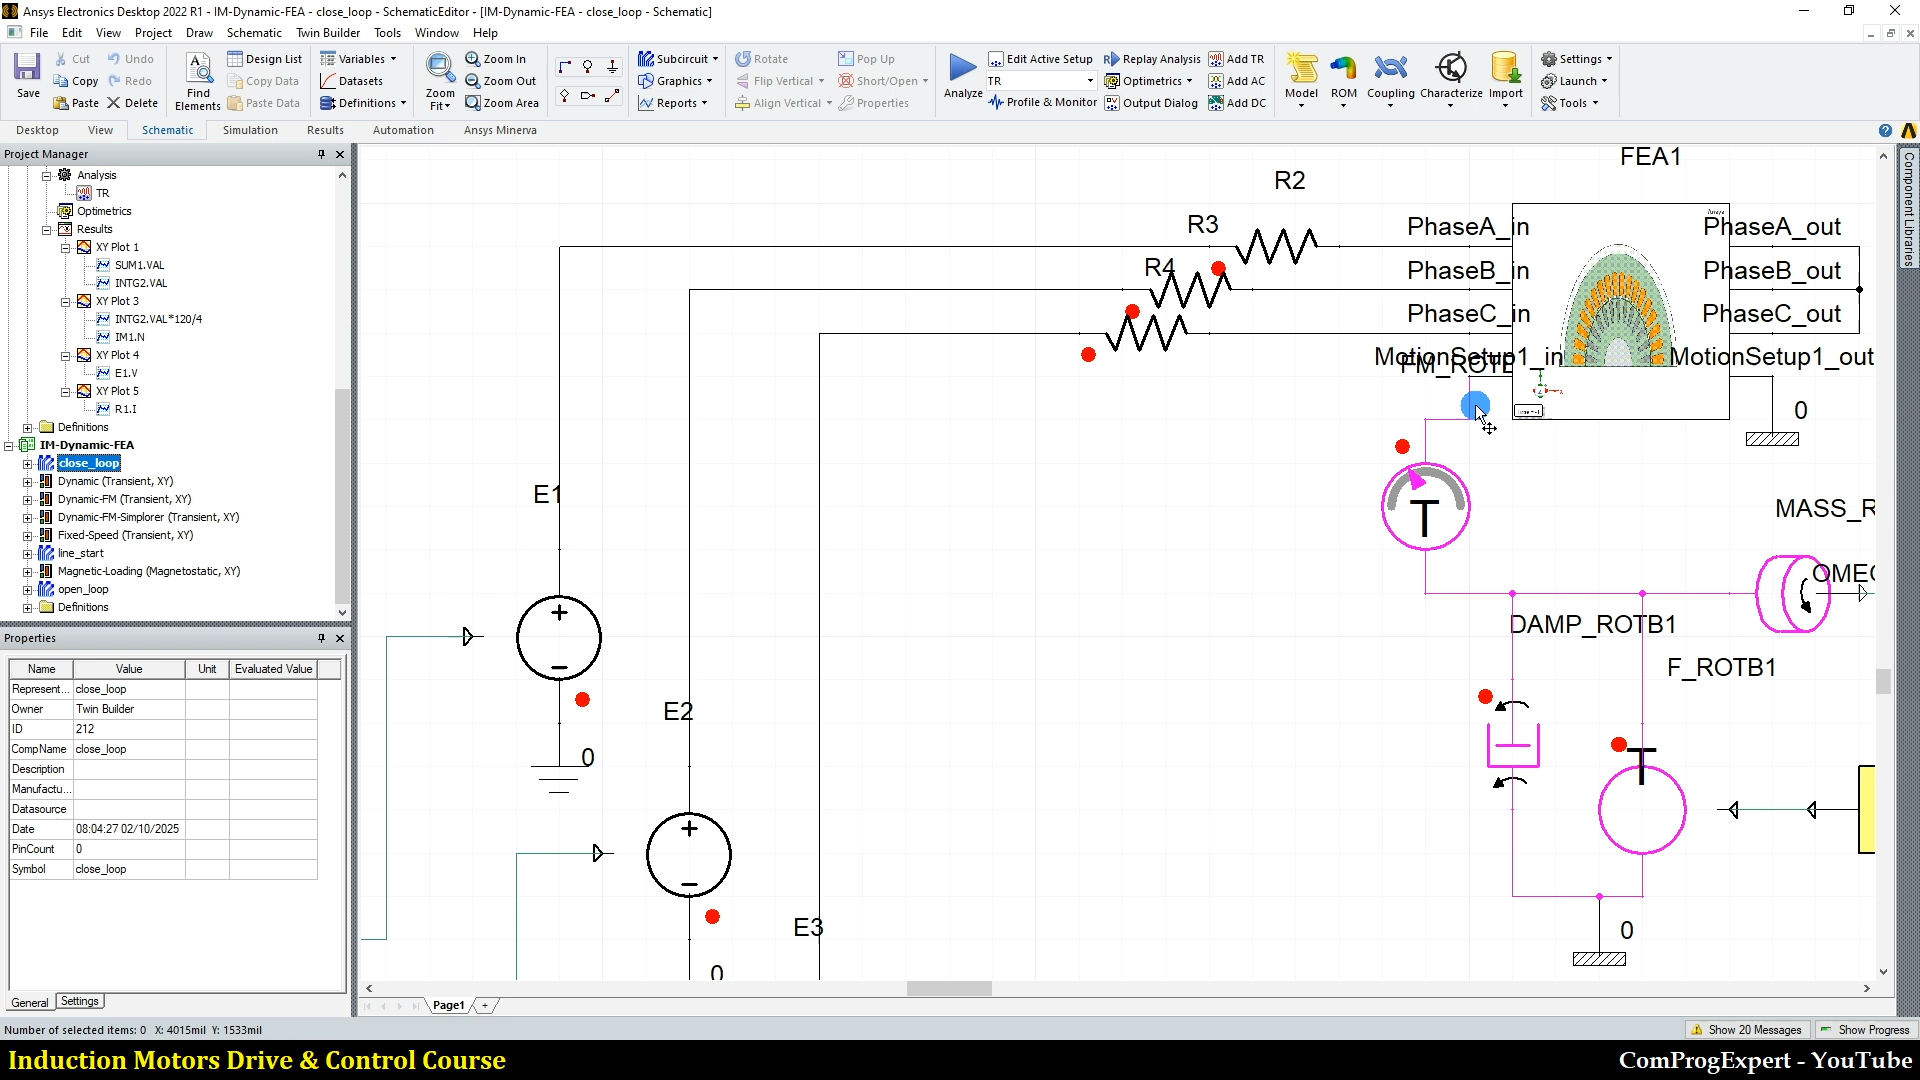 Ansys Electronics Desktop 2022 R1 - IM-Dynamic-FEA - close_loop - SchematicEditor - [IM-Dynamic-FEA - close_loop - Schematic]
File Edit View Project Draw Schematic Twin Builder Tools Window Help
Save
Cut
Copy
Paste
Undo
Redo
Delete
Find Elements
Design List
Copy Data
Paste Data
Variables
Datasets
Definitions
Zoom Fit
Zoom In
Zoom Out
Zoom Area
Subcircuit
Graphics
Reports
Rotate
Flip Vertical
Align Vertical
Pop Up
Short/Open
Properties
Analyze
Edit Active Setup
TR
Profile & Monitor
Replay Analysis
Optimetrics
Output Dialog
Add TR
Add AC
Add DC
Model
ROM
Coupling
Characterize
Import
Settings
Launch
Tools
Desktop View Schematic Simulation Results Automation Ansys Minerva
Project Manager
Analysis
TR
Optimetrics
Results
XY Plot 1
SUM1.VAL
INTG2.VAL
XY Plot 3
INTG2.VAL*120/4
IM1.N
XY Plot 4
E1.V
XY Plot 5
R1.I
Definitions
IM-Dynamic-FEA
close_loop
Dynamic (Transient, XY)
Dynamic-FM (Transient, XY)
Dynamic-FM-Simplorer (Transient, XY)
Fixed-Speed (Transient, XY)
line_start
Magnetic-Loading (Magnetostatic, XY)
open_loop
Definitions
Properties
Name Value Unit Evaluated Value
Represent... close_loop
Owner Twin Builder
ID 212
CompName close_loop
Description
Manufactu...
Datasource
Date 08:04:27 02/10/2025
PinCount 0
Symbol close_loop
General Settings
FEA1
R2
R3
R4
PhaseA_in
PhaseA_out
PhaseB_in
PhaseB_out
PhaseC_in
PhaseC_out
MotionSetup1_in
MotionSetup1_out
Ansys
0
T
MASS_R
OMEG
DAMP_ROTB1
F_ROTB1
T
0
E1
0
E2
0
E3
Page1 +
Component Libraries
Number of selected items: 0 X: 4015mil Y: 1533mil
Show 20 Messages Show Progress
Induction Motors Drive & Control Course
ComProgExpert - YouTube